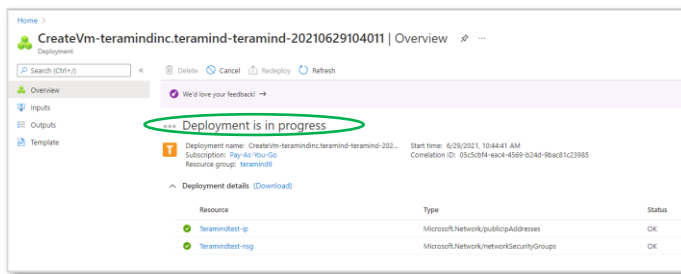 Home >
CreateVm-teramindinc.teramind-teramind-20210629104011 | Overview ...
Deployment
Search (Ctrl+/) «
Delete Cancel Redeploy Refresh
Overview
Inputs
Outputs
Template
We'd love your feedback! →
... Deployment is in progress
Deployment name: CreateVm-teramindinc.teramind-teramind-202... Start time: 6/29/2021, 10:44:41 AM
Subscription: Pay-As-You-Go Correlation ID: 05c5cbf4-eac4-4569-b24d-9bac81c23985
Resource group: teramind9
Deployment details (Download)
Resource Type Status
Teramindtest-ip Microsoft.Network/publicIpAddresses OK
Teramindtest-nsg Microsoft.Network/networkSecurityGroups OK